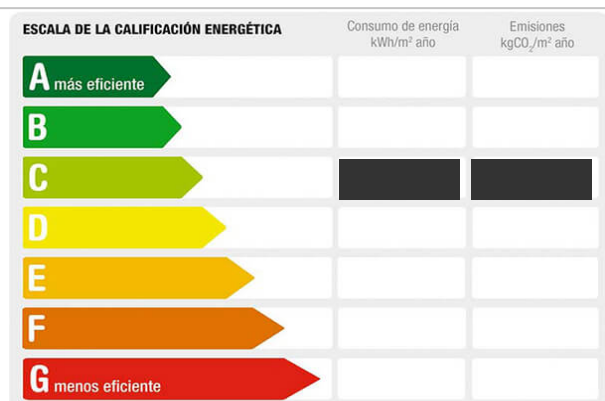 ESCALA DE LA CALIFICACIÓN ENERGÉTICA
Consumo de energía
kWh/m² año
Emisiones
kgCO₂/m² año
A más eficiente
B
C
D
E
F
G menos eficiente